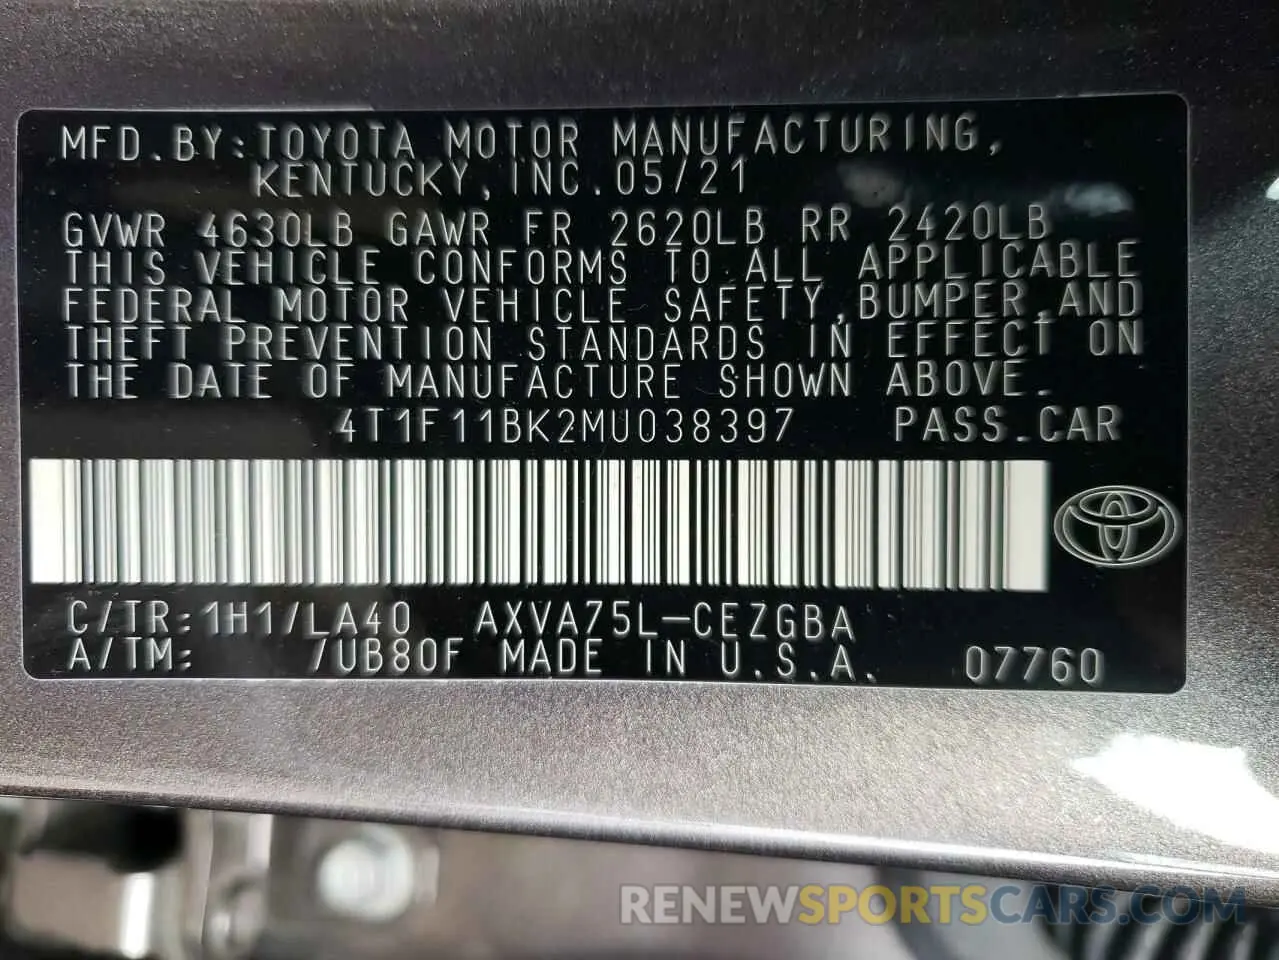 MFD.BY:TOYOTA MOTOR MANUFACTURING,
KENTUCKY,INC.05/21
GVWR 4630LB GAWR FR 2620LB RR 2420LB
THIS VEHICLE CONFORMS TO ALL APPLICABLE
FEDERAL MOTOR VEHICLE SAFETY,BUMPER,AND
THEFT PREVENTION STANDARDS IN EFFECT ON
THE DATE OF MANUFACTURE SHOWN ABOVE.
4T1F11BK2MU038397 PASS.CAR
C/TR:1H1/LA40 AXVA75L-CEZGBA
A/TM: /UB80F MADE IN U.S.A. 07760
RENEWSPORTSCARS.COM